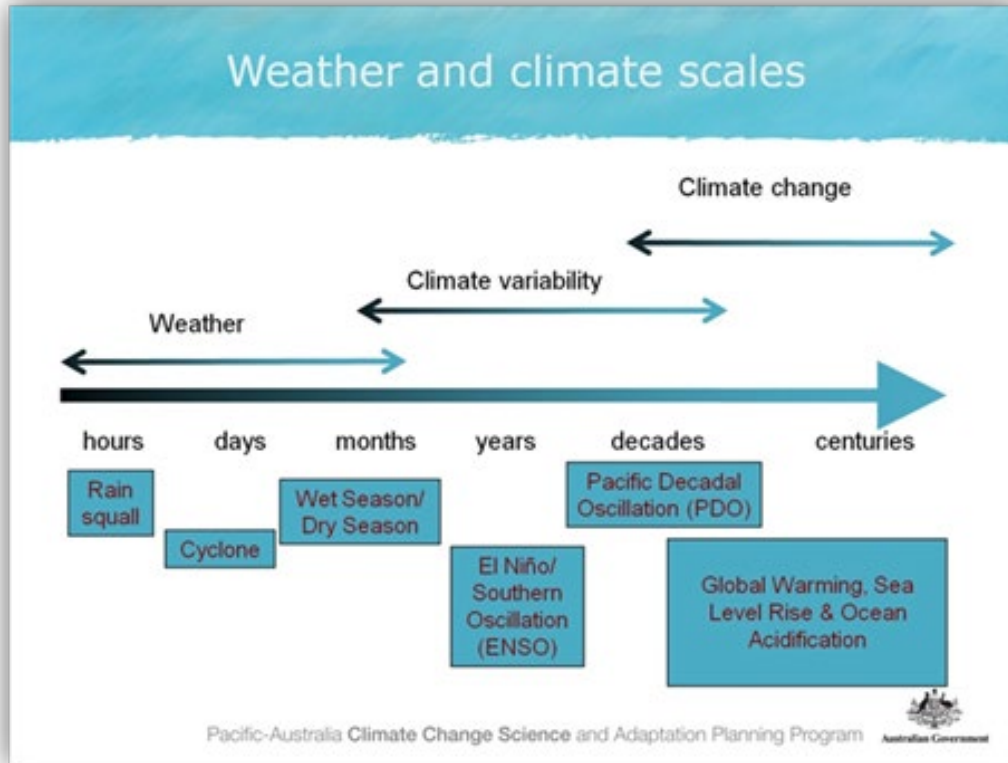 Weather and climate scales
Climate change
Climate variability
Weather
hours days months years decades centuries
Rain
squall
Cyclone
Wet Season/
Dry Season
El Niño/
Southern
Oscillation
(ENSO)
Pacific Decadal
Oscillation (PDO)
Global Warming, Sea
Level Rise & Ocean
Acidification
Pacific-Australia Climate Change Science and Adaptation Planning Program
Australian Government